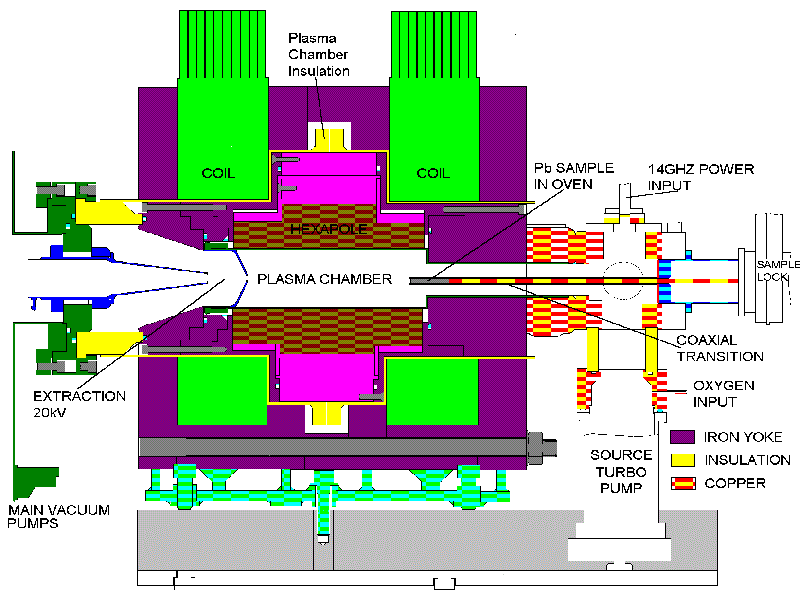 Plasma
Chamber
Insulation
COIL
COIL
Pb SAMPLE
IN OVEN
14GHZ POWER
INPUT
HEXAPOLE
PLASMA CHAMBER
SAMPLE
LOCK
COAXIAL
TRANSITION
EXTRACTION
20kV
OXYGEN
INPUT
SOURCE
TURBO
PUMP
IRON YOKE
INSULATION
COPPER
MAIN VACUUM
PUMPS